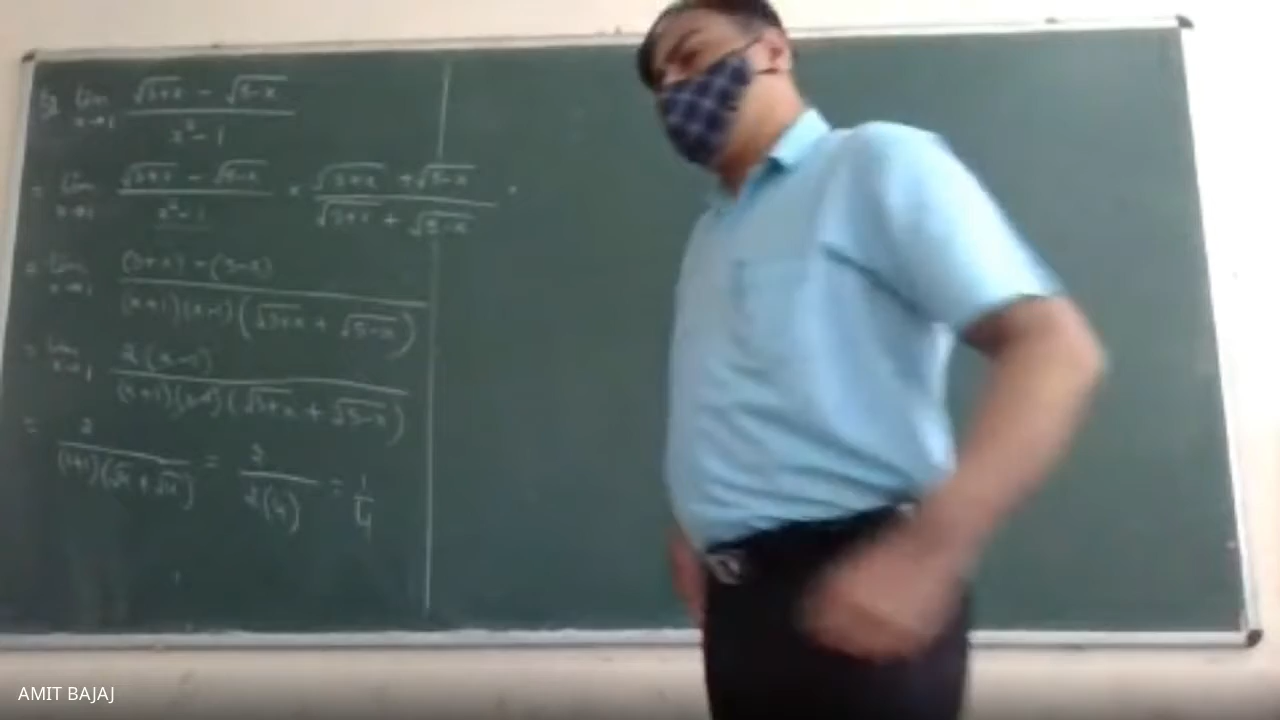 lim x→1 (√3+x − √5−x) / (x² − 1)
= lim x→1 (√3+x − √5−x) / (x² − 1) × (√3+x + √5−x) / (√3+x + √5−x)
= lim x→1 ((3+x) − (5−x)) / ((x+1)(x−1)(√3+x + √5−x))
= lim x→1 2(x−1) / ((x+1)(x−1)(√3+x + √5−x))
= 2 / ((1+1)(√4 + √4)) = 2 / 2(4) = 1/4
AMIT BAJAJ